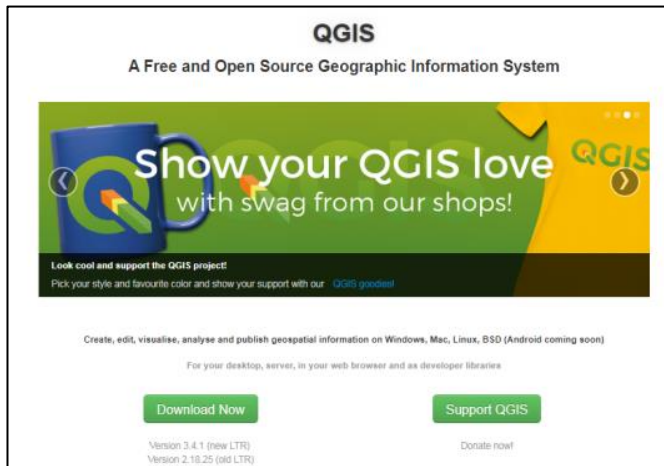 QGIS
A Free and Open Source Geographic Information System
QGIS
Show your QGIS love
with swag from our shops!
Look cool and support the QGIS project!
Pick your style and favourite color and show your support with our QGIS goodies!
Create, edit, visualise, analyse and publish geospatial information on Windows, Mac, Linux, BSD (Android coming soon)
For your desktop, server, in your web browser and as developer libraries
Download Now
Support QGIS
Version 3.4.1 (new LTR)
Donate now!
Version 2.18.25 (old LTR)